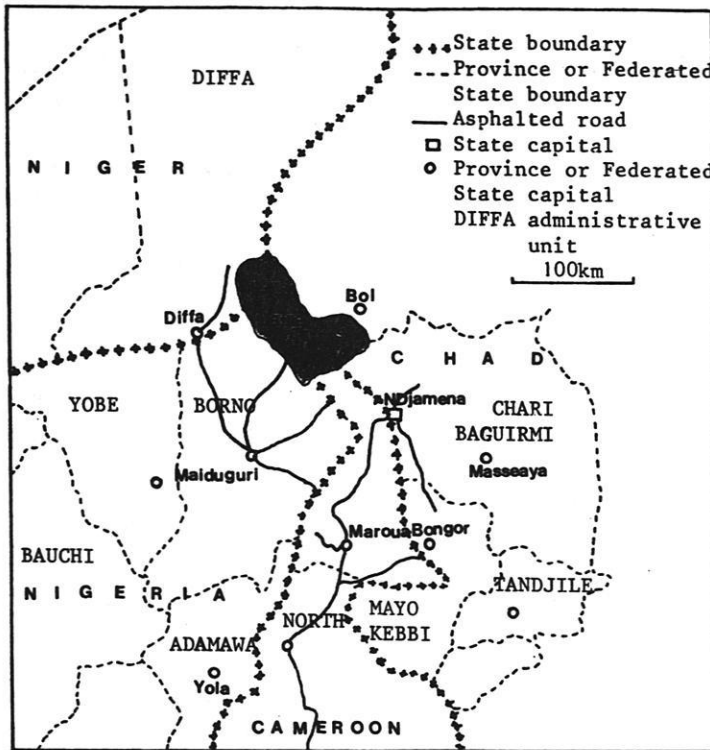 State boundary
Province or Federated
State boundary
Asphalted road
State capital
Province or Federated
State capital
DIFFA administrative
unit
100km
DIFFA
N I G E R
Bol
Diffa
C H A D
YOBE
BORNO
NDjamena
CHARI
BAGUIRMI
Maiduguri
Masseaya
Maroua
Bongor
BAUCHI
N I G E R I A
TANDJILE
NORTH
MAYO
KEBBI
ADAMAWA
Yola
C A M E R O O N